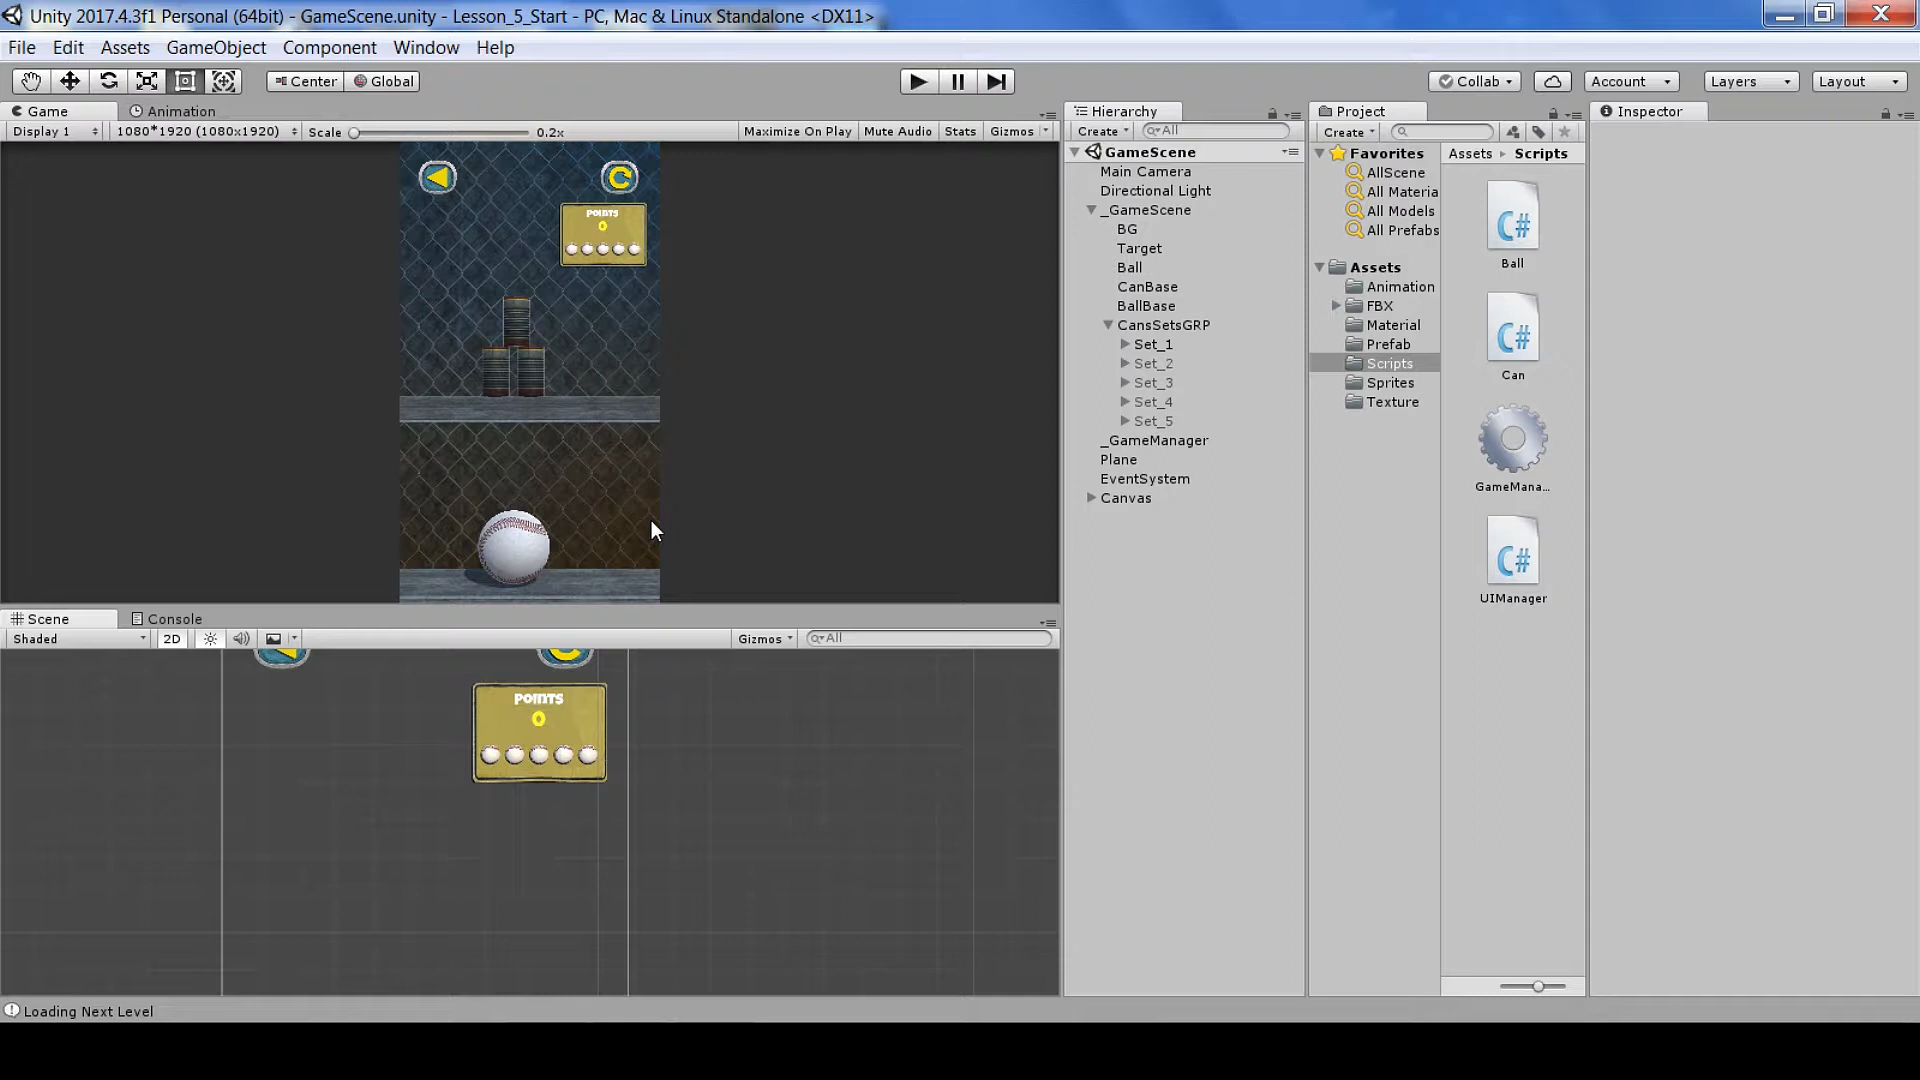 Unity 2017.4.3f1 Personal (64bit) - GameScene.unity - Lesson_5_Start - PC, Mac & Linux Standalone <DX11>
File Edit Assets GameObject Component Window Help
Center Global Collab Account Layers Layout
Game Animation
Display 1 1080*1920 (1080x1920) Scale 0.2x Maximize On Play Mute Audio Stats Gizmos
POINTS
0
Scene Console
Shaded 2D Gizmos All
POINTS
0
Loading Next Level
Hierarchy
Create All
GameScene
Main Camera
Directional Light
_GameScene
BG
Target
Ball
CanBase
BallBase
CansSetsGRP
Set_1
Set_2
Set_3
Set_4
Set_5
_GameManager
Plane
EventSystem
Canvas
Project
Create
Favorites
AllScene
All Materia
All Models
All Prefabs
Assets
Animation
FBX
Material
Prefab
Scripts
Sprites
Texture
Assets Scripts
C#
Ball
C#
Can
GameMana...
C#
UIManager
Inspector